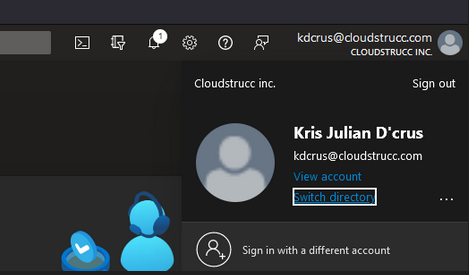 1
kdcrus@cloudstrucc.com
CLOUDSTRUCC INC.
Cloudstrucc inc.
Sign out
Kris Julian D'crus
kdcrus@cloudstrucc.com
View account
Switch directory
...
Sign in with a different account